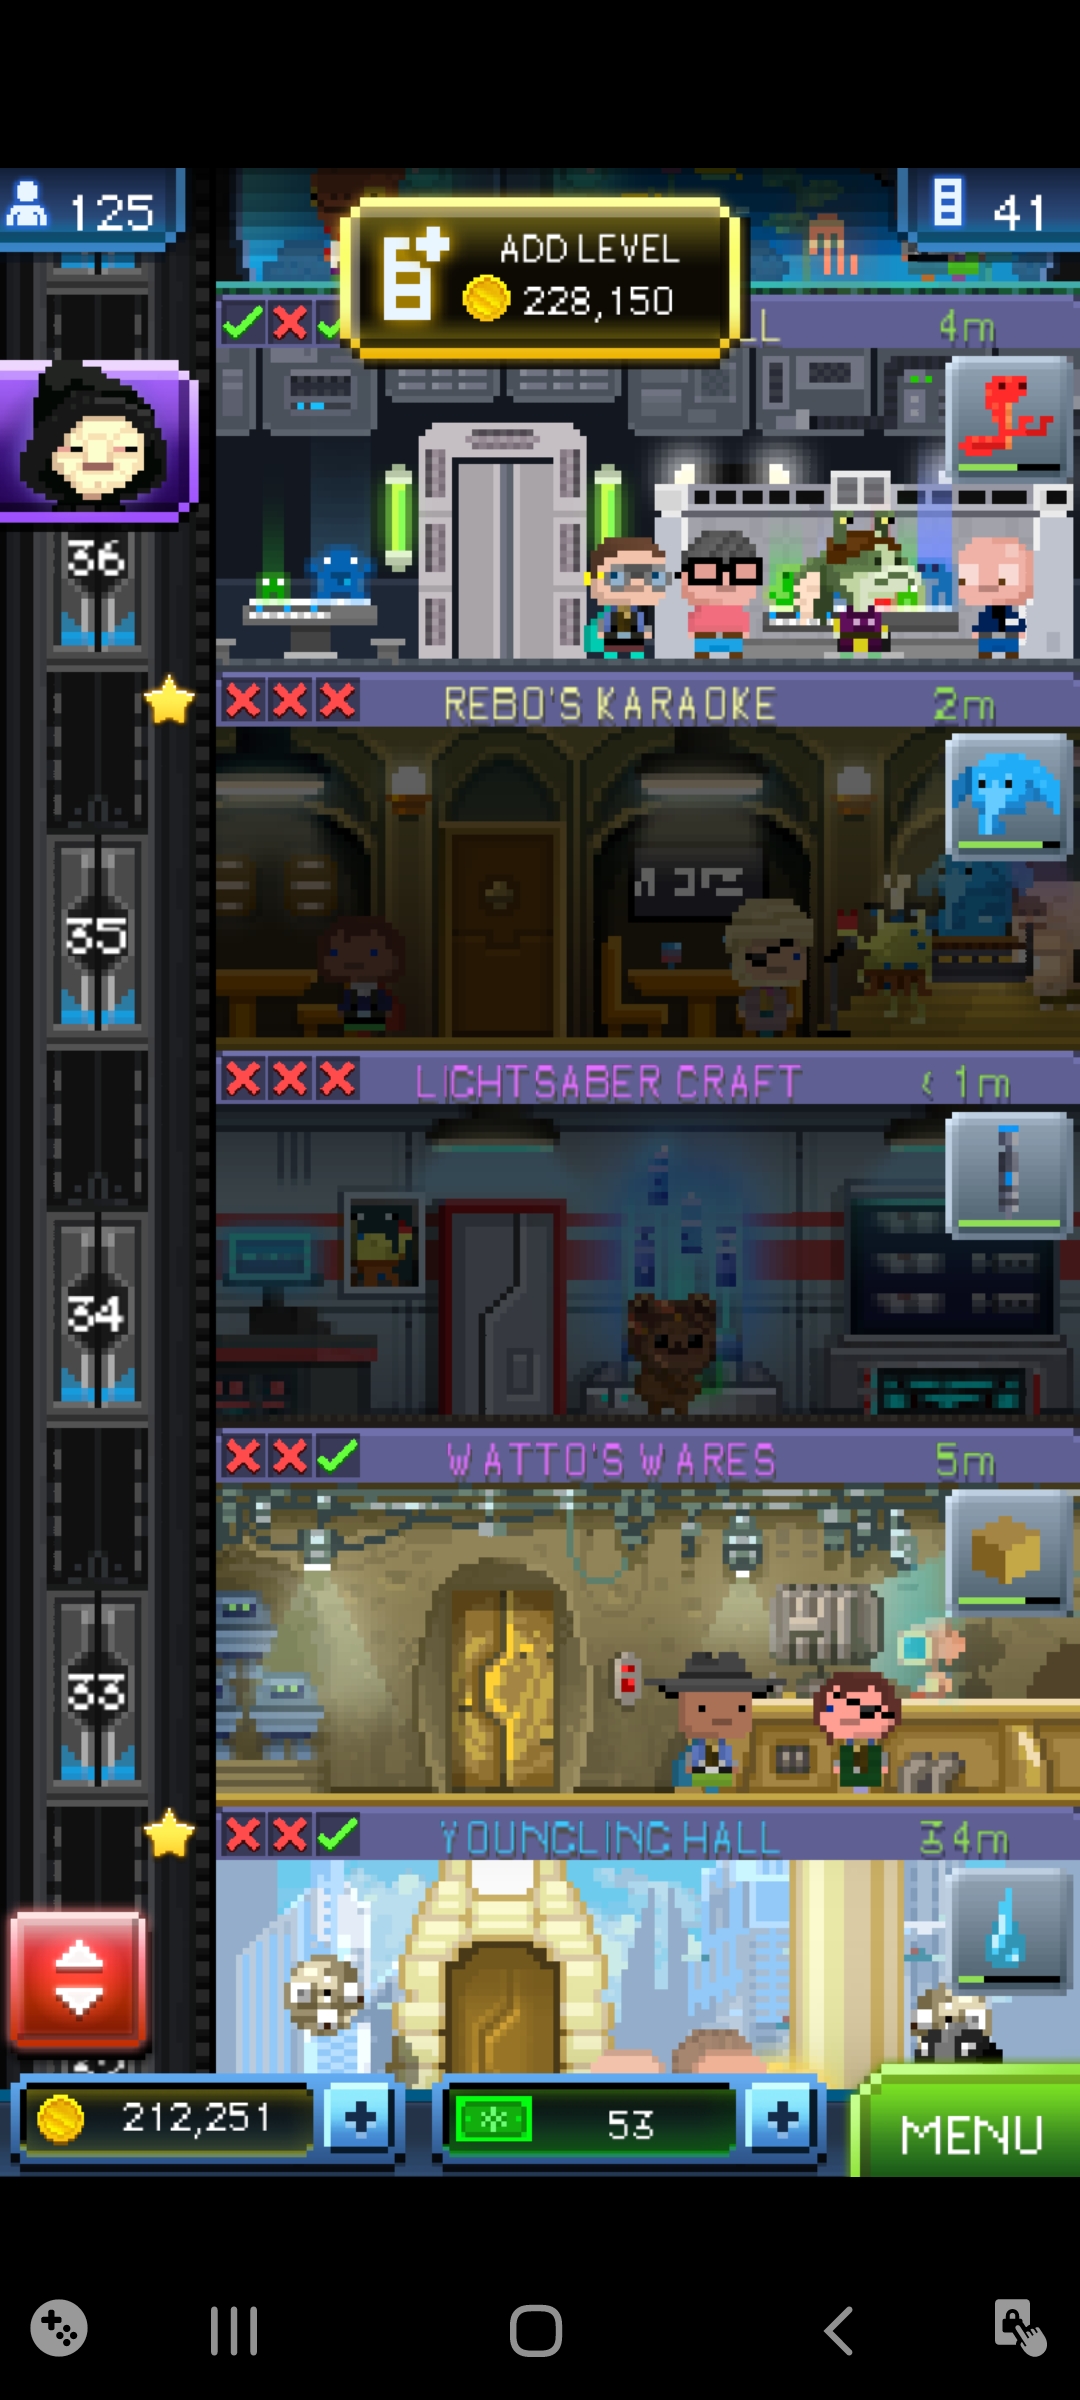 125
41
ADD LEVEL
228,150
LL
4m
36
REBO'S KARAOKE
2m
35
LIGHTSABER CRAFT
< 1m
34
WATTO'S WARES
5m
33
YOUNGLING HALL
34m
212,251
53
MENU